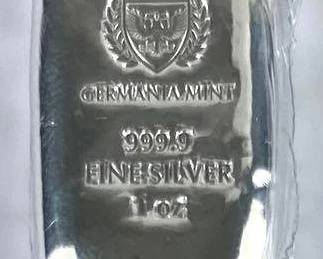 GERMANIA MINT
999.9
FINE SILVER
1 oz